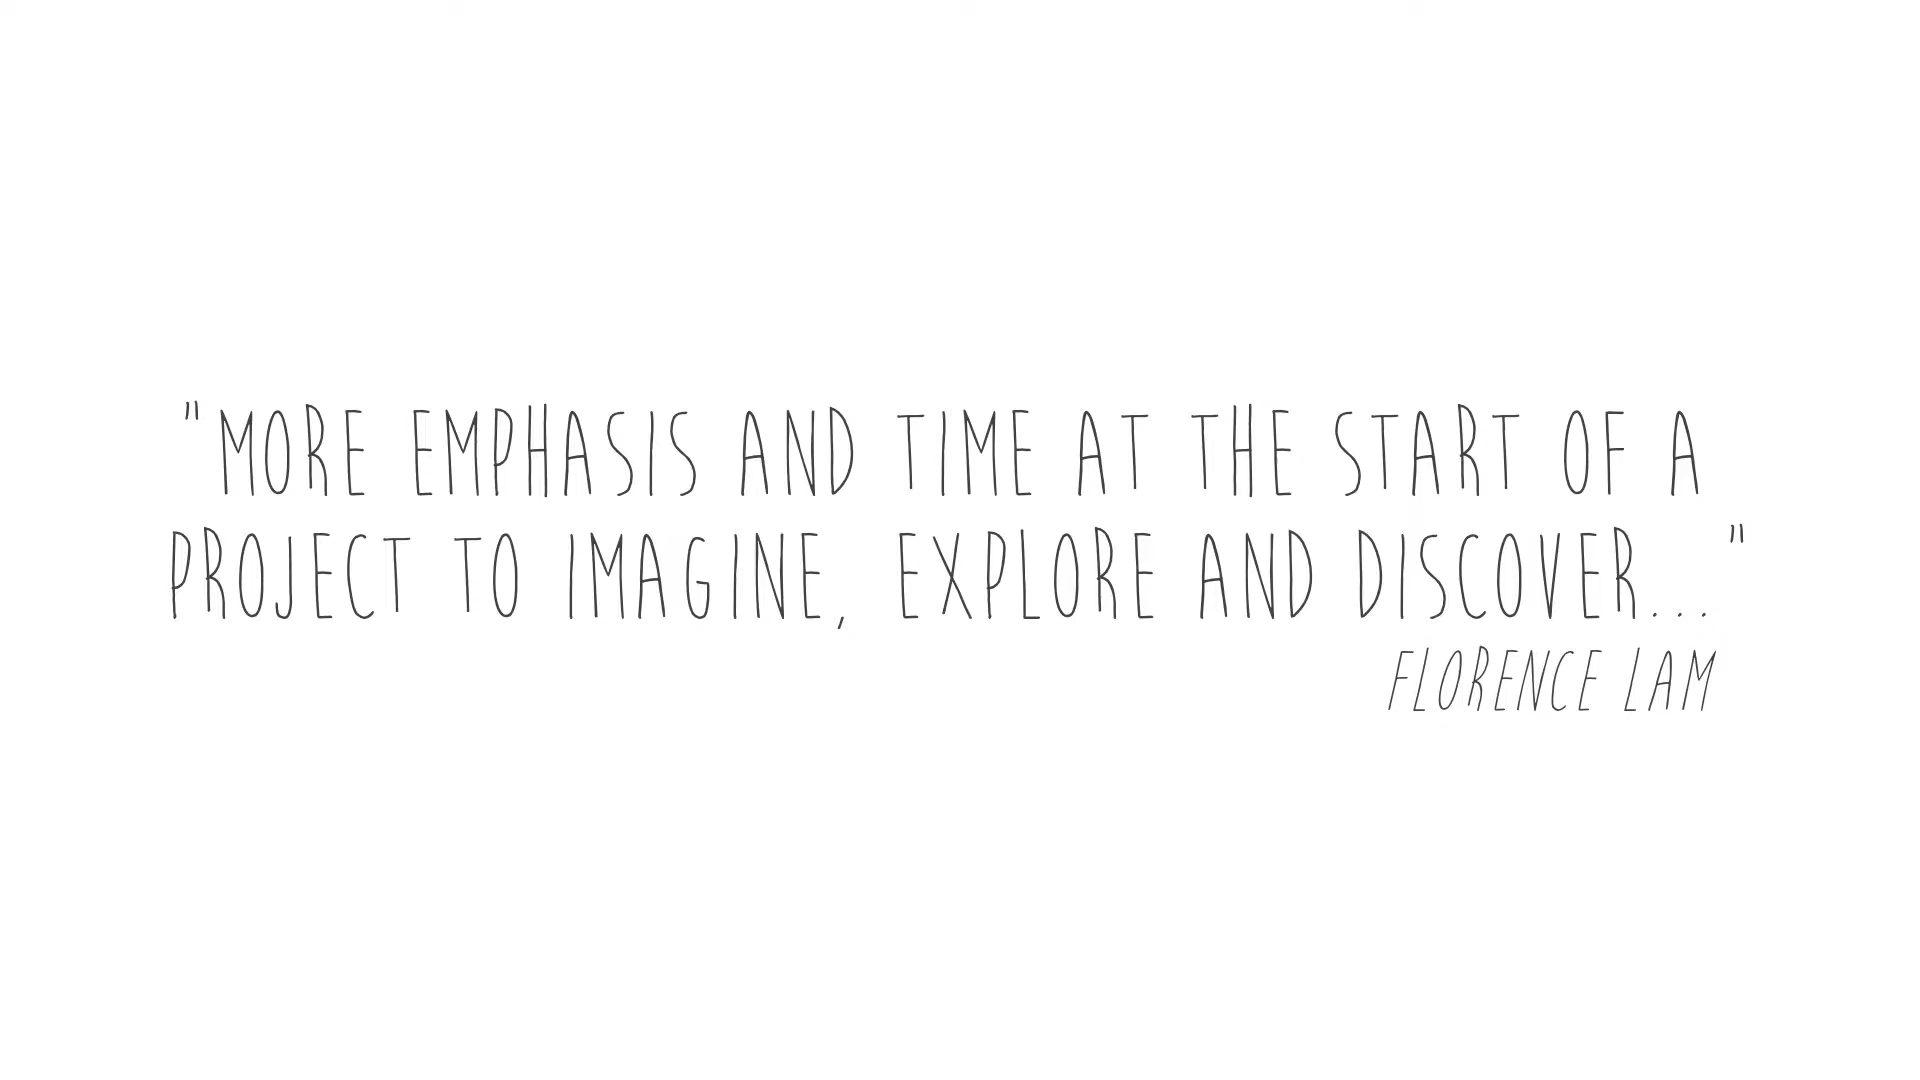 "MORE EMPHASIS AND TIME AT THE START OF A
PROJECT TO IMAGINE, EXPLORE AND DISCOVER... "
FLORENCE LAM